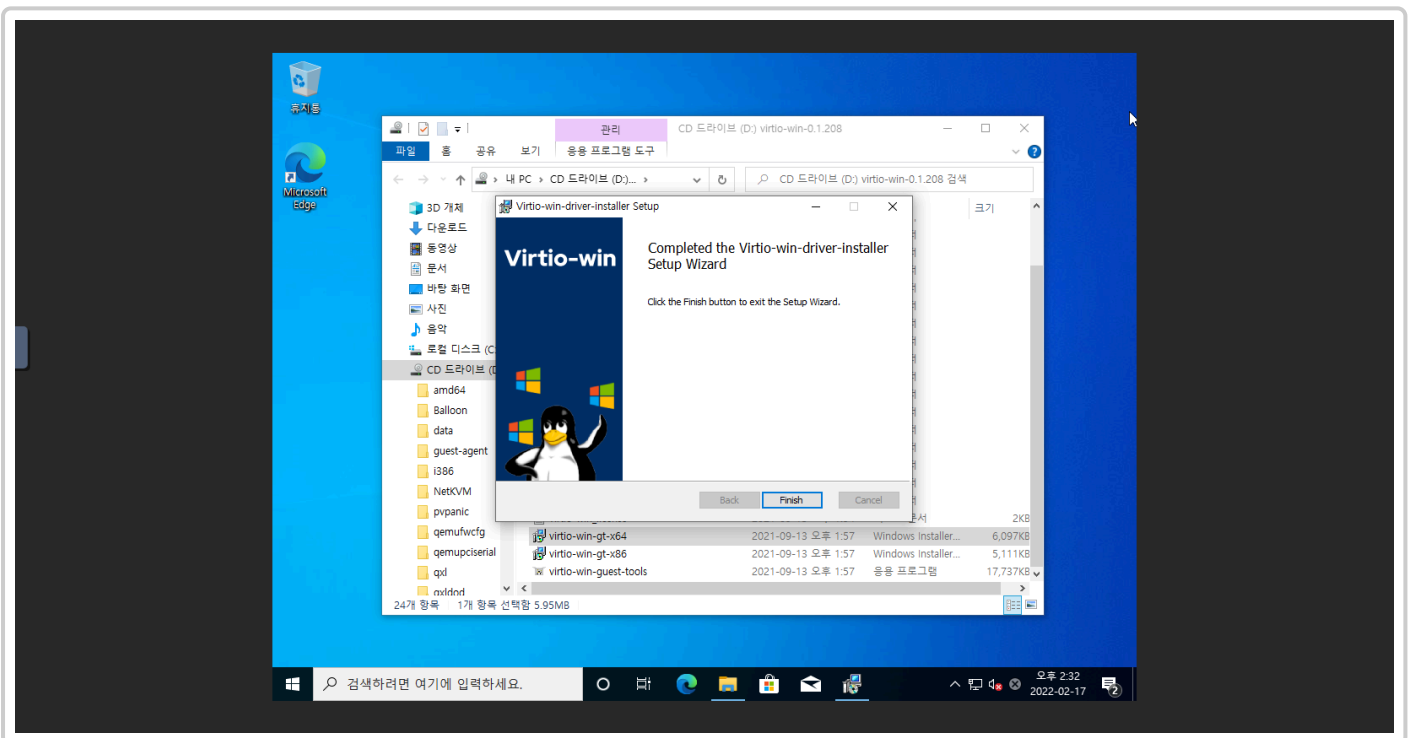 휴지통
Microsoft
Edge
관리
CD 드라이브 (D:) virtio-win-0.1.208
파일
홈
공유
보기
응용 프로그램 도구
내 PC › CD 드라이브 (D:)... ›
CD 드라이브 (D:) virtio-win-0.1.208 검색
3D 개체
다운로드
동영상
문서
바탕 화면
사진
음악
로컬 디스크 (C
CD 드라이브 (D
amd64
Balloon
data
guest-agent
i386
NetKVM
pvpanic
qemufwcfg
qemupciserial
qxl
qxldod
크기
Virtio-win-driver-installer Setup
Virtio-win
Completed the Virtio-win-driver-installer
Setup Wizard
Click the Finish button to exit the Setup Wizard.
Back
Finish
Cancel
2KB
virtio-win-gt-x64 2021-09-13 오후 1:57 Windows Installer... 6,097KB
virtio-win-gt-x86 2021-09-13 오후 1:57 Windows Installer... 5,111KB
virtio-win-guest-tools 2021-09-13 오후 1:57 응용 프로그램 17,737KB
24개 항목 1개 항목 선택함 5.95MB
검색하려면 여기에 입력하세요.
오후 2:32
2022-02-17
2